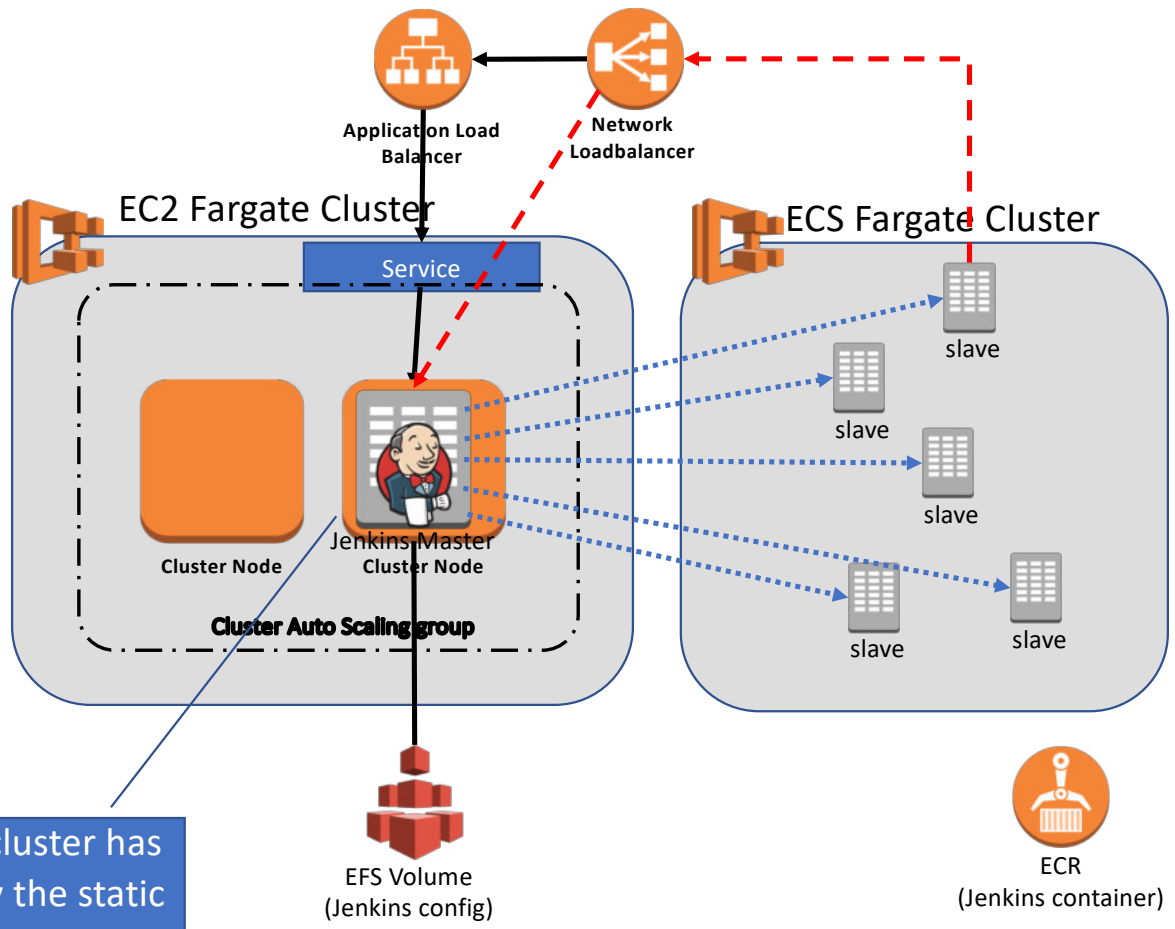 Application Load
Balancer
Network
Loadbalancer
EC2 Fargate Cluster
ECS Fargate Cluster
Service
slave
slave
slave
slave
slave
Jenkins Master
Cluster Node
Cluster Node
Cluster Auto Scaling group
cluster has
the static
EFS Volume
(Jenkins config)
ECR
(Jenkins container)